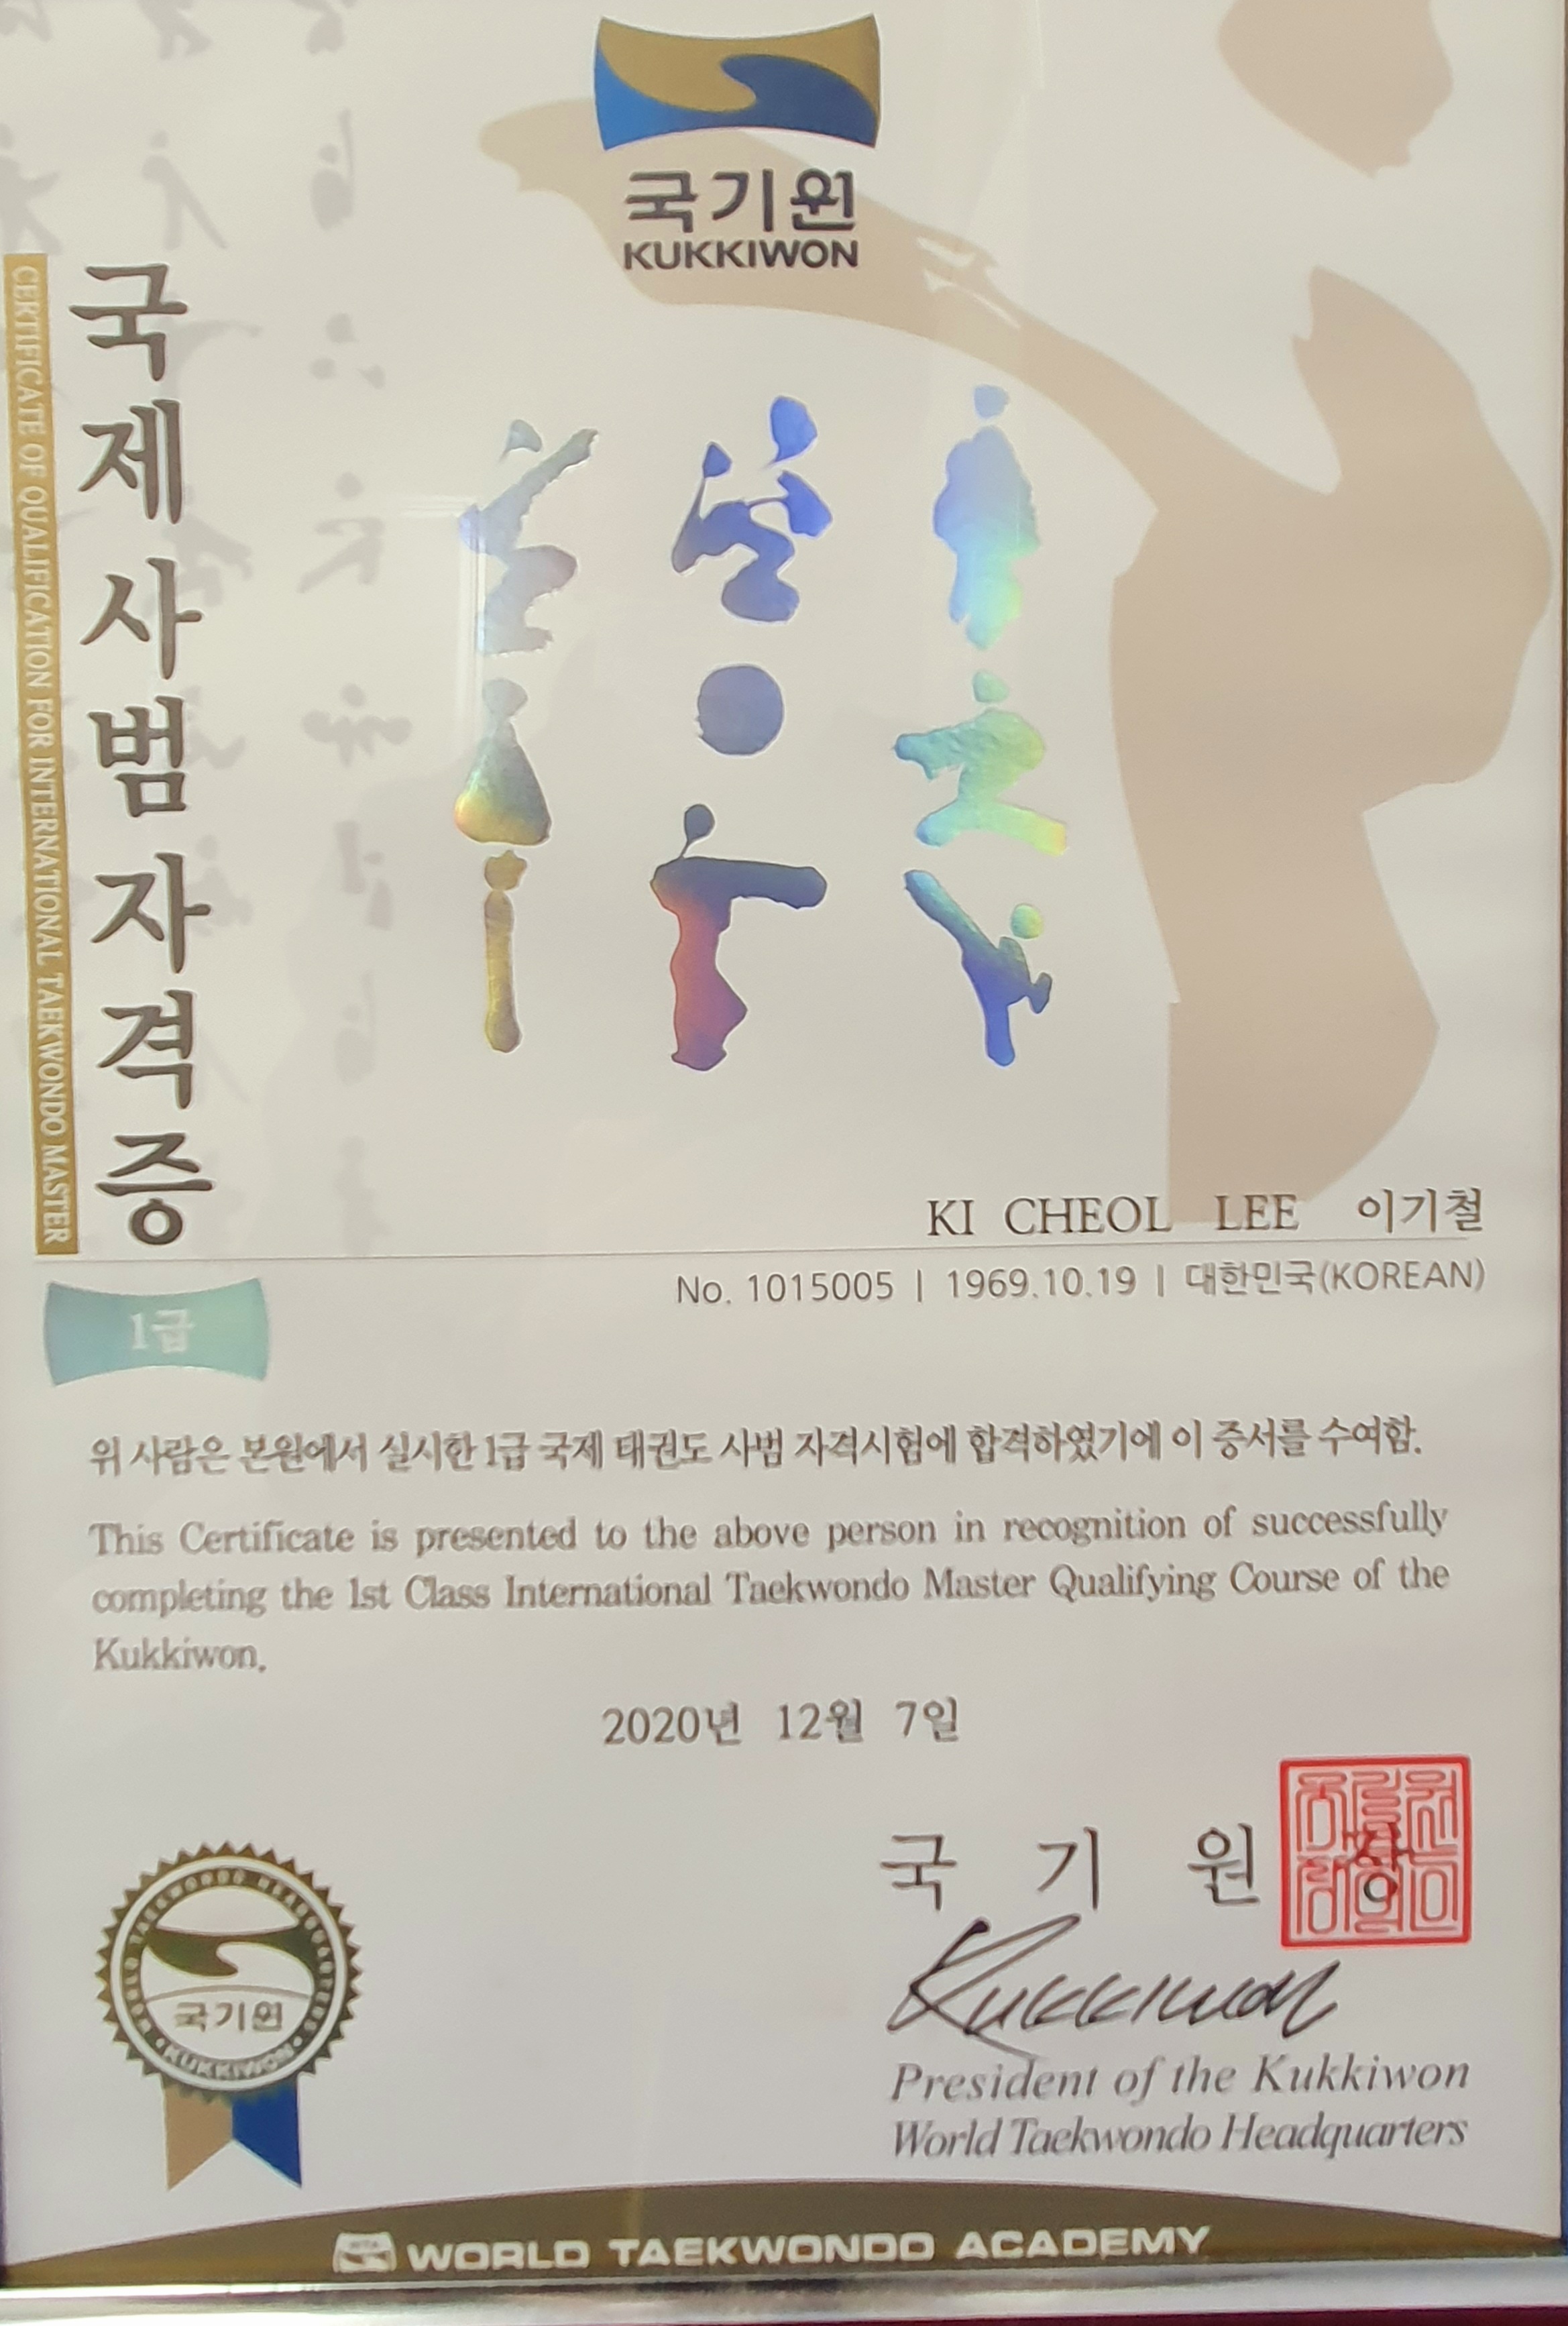 국기원
KUKKIWON
국제사범자격증
CERTIFICATE OF QUALIFICATION FOR INTERNATIONAL TAEKWONDO MASTER
KI CHEOL LEE 이기철
No. 1015005 | 1969.10.19 | 대한민국(KOREAN)
1급
위 사람은 본원에서 실시한 1급 국제 태권도 사범 자격시험에 합격하였기에 이 증서를 수여함.
This Certificate is presented to the above person in recognition of successfully
completing the 1st Class International Taekwondo Master Qualifying Course of the
Kukkiwon.
2020년 12월 7일
국 기 원 장
Kukkiwon
President of the Kukkiwon
World Taekwondo Headquarters
WORLD TAEKWONDO HEADQUARTERS
국기원
KUKKIWON
WORLD TAEKWONDO ACADEMY